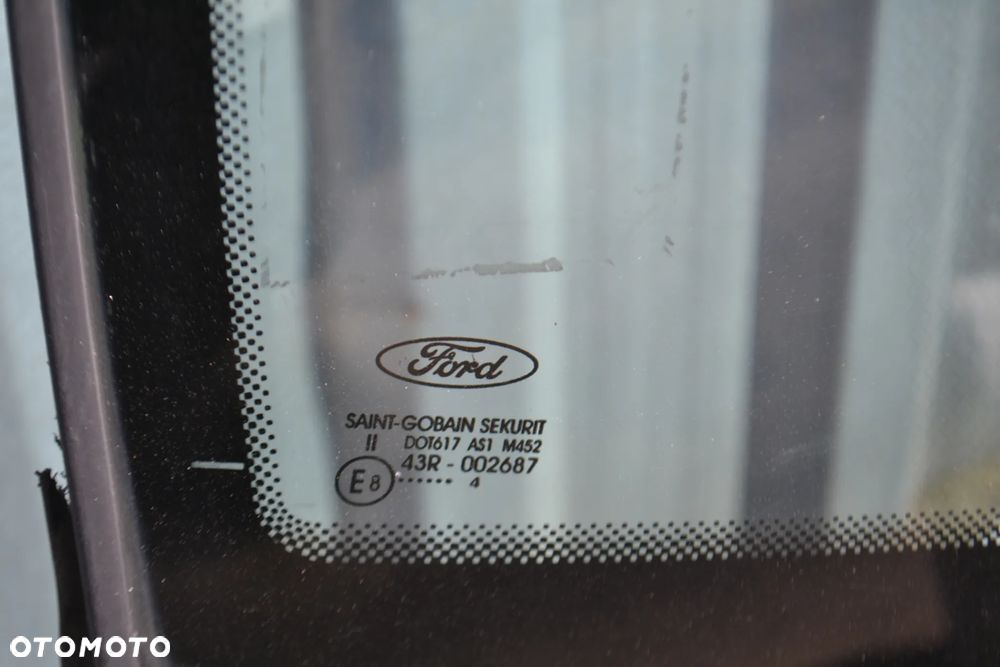 Ford
SAINT-GOBAIN SEKURIT
II DOT617 AS1 M452
43R - 002687
E8 ······ 4
OTOMOTO